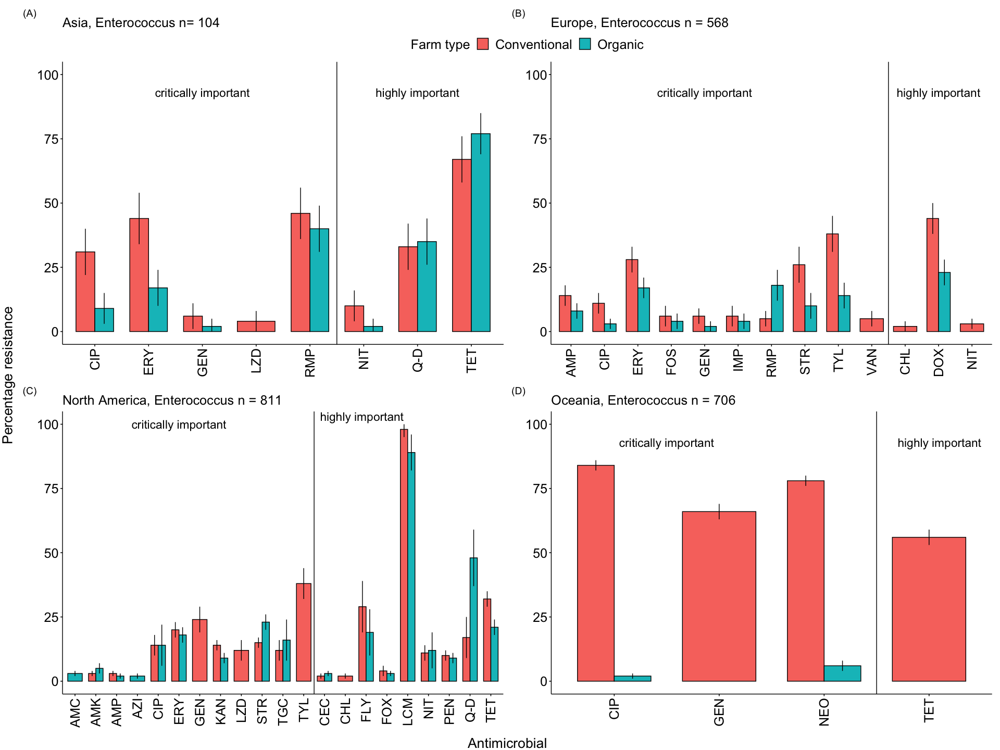 (A)
Asia, Enterococcus n= 104
(B)
Europe, Enterococcus n = 568
Farm type Conventional Organic
100
75
50
25
0
critically important
highly important
CIP ERY GEN LZD RMP NIT Q-D TET
100
75
50
25
0
critically important
highly important
AMP CIP ERY FOS GEN IMP RMP STR TYL VAN CHL DOX NIT
Percentage resistance
(C)
North America, Enterococcus n = 811
100
75
50
25
0
critically important
highly important
AMC AMK AMP AZI CIP ERY GEN KAN LZD STR TGC TYL CEC CHL FLY FOX LCM NIT PEN Q-D TET
(D)
Oceania, Enterococcus n = 706
100
75
50
25
0
critically important
highly important
CIP GEN NEO TET
Antimicrobial